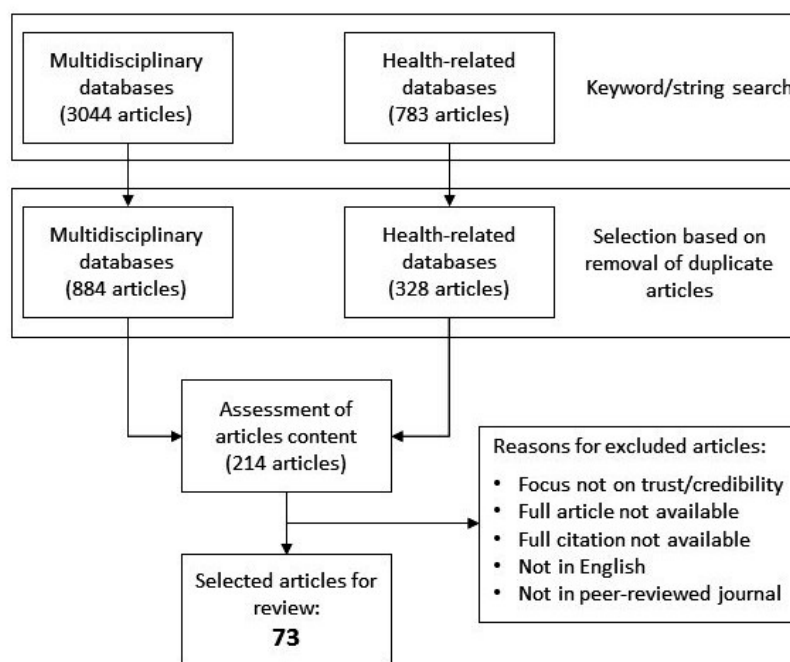 Multidisciplinary
databases
(3044 articles)
Health-related
databases
(783 articles)
Keyword/string search
Multidisciplinary
databases
(884 articles)
Health-related
databases
(328 articles)
Selection based on
removal of duplicate
articles
Assessment of
articles content
(214 articles)
Reasons for excluded articles:
• Focus not on trust/credibility
• Full article not available
• Full citation not available
• Not in English
• Not in peer-reviewed journal
Selected articles for
review:
73